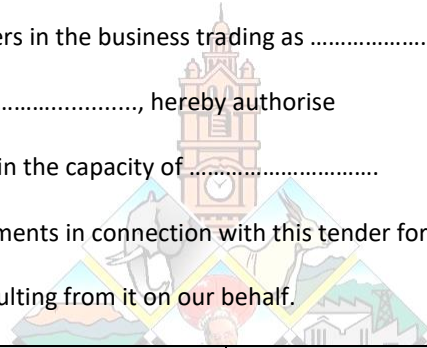 ers in the business trading as ………………..
…………..........., hereby authorise
in the capacity of ……………………….
ments in connection with this tender for
ulting from it on our behalf.